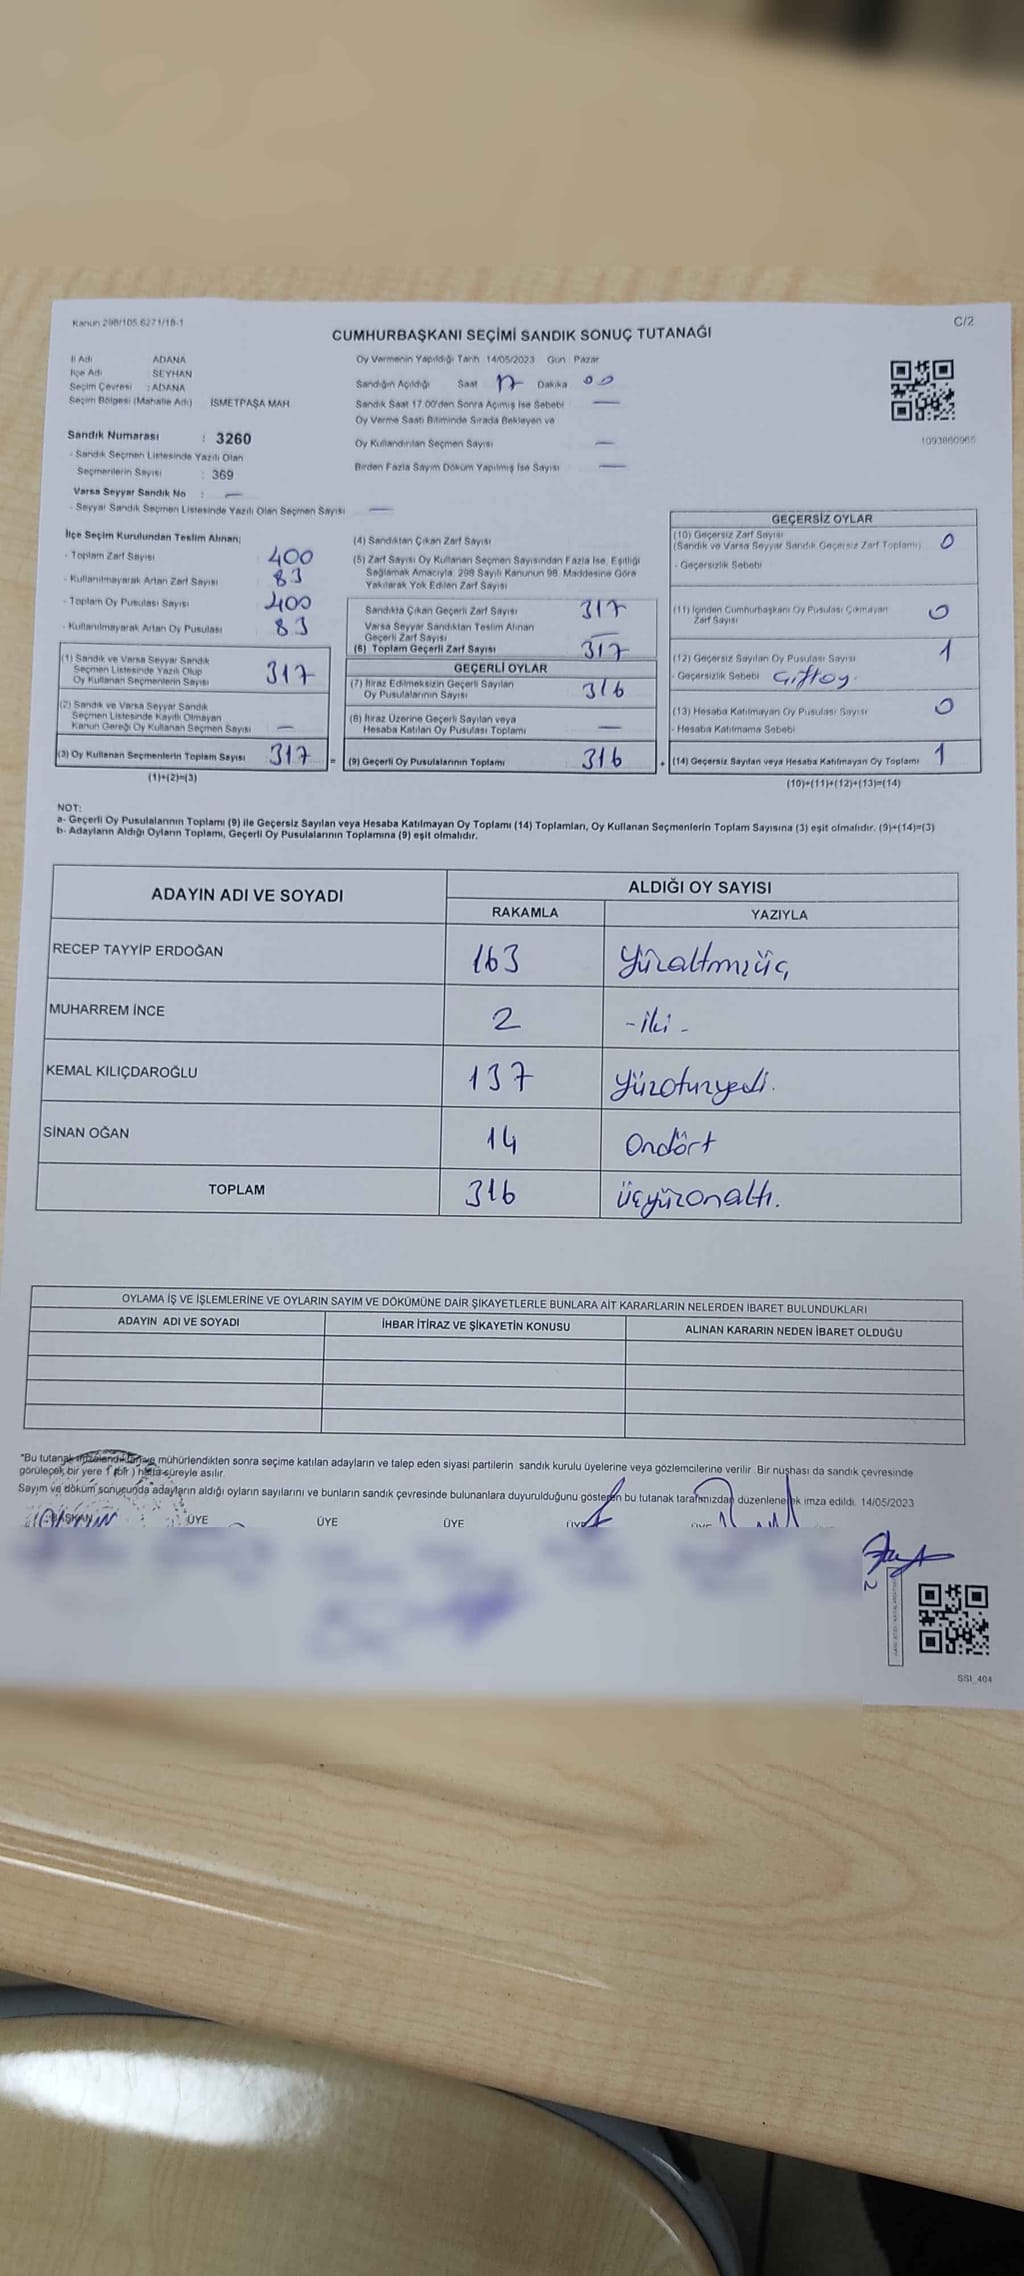 Kanun 298/105 6271/18-1
C/2
CUMHURBAŞKANI SEÇİMİ SANDIK SONUÇ TUTANAĞI
İl Adı ADANA
İlçe Adı SEYHAN
Seçim Çevresi : ADANA
Seçim Bölgesi (Mahalle Adı) İSMETPAŞA MAH.
Oy Vermenin Yapıldığı Tarih 14/05/2023 Gün Pazar
Sandığın Açıldığı Saat 17 Dakika 00
Sandık Saat 17.00'den Sonra Açılmış İse Sebebi —
Oy Verme Saati Bitiminde Sırada Bekleyen ve
Oy Kullandırılan Seçmen Sayısı —
Birden Fazla Sayım Döküm Yapılmış İse Sayısı —
1093860965
Sandık Numarası : 3260
- Sandık Seçmen Listesinde Yazılı Olan
Seçmenlerin Sayısı : 369
Varsa Seyyar Sandık No : —
- Seyyar Sandık Seçmen Listesinde Yazılı Olan Seçmen Sayısı —
İlçe Seçim Kurulundan Teslim Alınan;
- Toplam Zarf Sayısı 400
- Kullanılmayarak Artan Zarf Sayısı 83
- Toplam Oy Pusulası Sayısı 400
- Kullanılmayarak Artan Oy Pusulası 83
(1) Sandık ve Varsa Seyyar Sandık
Seçmen Listesinde Yazılı Olup
Oy Kullanan Seçmenlerin Sayısı 317
(2) Sandık ve Varsa Seyyar Sandık
Seçmen Listesinde Kayıtlı Olmayan
Kanun Gereği Oy Kullanan Seçmen Sayısı —
(3) Oy Kullanan Seçmenlerin Toplam Sayısı 317 =
(1)+(2)=(3)
(4) Sandıktan Çıkan Zarf Sayısı
(5) Zarf Sayısı Oy Kullanan Seçmen Sayısından Fazla İse, Eşitliği
Sağlamak Amacıyla, 298 Sayılı Kanunun 98. Maddesine Göre
Yakılarak Yok Edilen Zarf Sayısı
Sandıkta Çıkan Geçerli Zarf Sayısı 317
Varsa Seyyar Sandıktan Teslim Alınan
Geçerli Zarf Sayısı —
(6) Toplam Geçerli Zarf Sayısı 317
GEÇERLİ OYLAR
(7) İtiraz Edilmeksizin Geçerli Sayılan
Oy Pusulalarının Sayısı 316
(8) İtiraz Üzerine Geçerli Sayılan veya
Hesaba Katılan Oy Pusulası Toplamı —
(9) Geçerli Oy Pusulalarının Toplamı 316 +
GEÇERSİZ OYLAR
(10) Geçersiz Zarf Sayısı
(Sandık ve Varsa Seyyar Sandık Geçersiz Zarf Toplamı) 0
- Geçersizlik Sebebi
(11) İçinden Cumhurbaşkanı Oy Pusulası Çıkmayan
Zarf Sayısı 0
(12) Geçersiz Sayılan Oy Pusulası Sayısı 1
- Geçersizlik Sebebi Çiftoy.
(13) Hesaba Katılmayan Oy Pusulası Sayısı 0
- Hesaba Katılmama Sebebi
(14) Geçersiz Sayılan veya Hesaba Katılmayan Oy Toplamı 1
(10)+(11)+(12)+(13)=(14)
NOT:
a- Geçerli Oy Pusulalarının Toplamı (9) ile Geçersiz Sayılan veya Hesaba Katılmayan Oy Toplamı (14) Toplamları, Oy Kullanan Seçmenlerin Toplam Sayısına (3) eşit olmalıdır. (9)+(14)=(3)
b- Adayların Aldığı Oyların Toplamı, Geçerli Oy Pusulalarının Toplamına (9) eşit olmalıdır.
ADAYIN ADI VE SOYADI
ALDIĞI OY SAYISI
RAKAMLA YAZIYLA
RECEP TAYYİP ERDOĞAN 163 Yüzaltmışüç
MUHARREM İNCE 2 -iki-
KEMAL KILIÇDAROĞLU 137 Yüzotuzyedi.
SİNAN OĞAN 14 Ondört
TOPLAM 316 üçyüzonaltı.
OYLAMA İŞ VE İŞLEMLERİNE VE OYLARIN SAYIM VE DÖKÜMÜNE DAİR ŞİKAYETLERLE BUNLARA AİT KARARLARIN NELERDEN İBARET BULUNDUKLARI
ADAYIN ADI VE SOYADI İHBAR İTİRAZ VE ŞİKAYETİN KONUSU ALINAN KARARIN NEDEN İBARET OLDUĞU
*Bu tutanak imzalandıktan ve mühürlendikten sonra seçime katılan adayların ve talep eden siyasi partilerin sandık kurulu üyelerine veya gözlemcilerine verilir. Bir nüshası da sandık çevresinde
görülecek bir yere 1 (bir) hafta süreyle asılır.
Sayım ve döküm sonucunda adayların aldığı oyların sayılarını ve bunların sandık çevresinde bulunanlara duyurulduğunu gösteren bu tutanak tarafımızdan düzenlenerek imza edildi. 14/05/2023
BAŞKAN ÜYE ÜYE ÜYE ÜYE
SSI_404